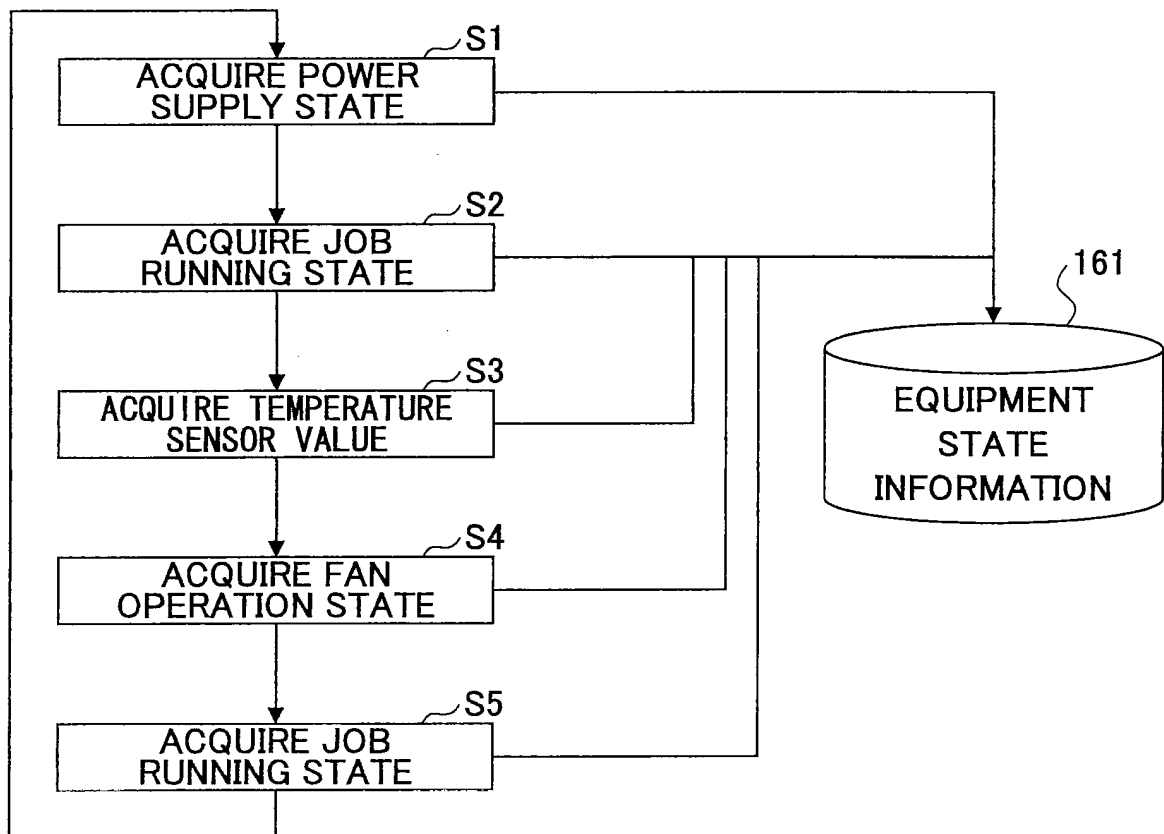 S1
ACQUIRE POWER
SUPPLY STATE
S2
ACQUIRE JOB
RUNNING STATE
161
S3
ACQUIRE TEMPERATURE
SENSOR VALUE
EQUIPMENT
STATE
INFORMATION
S4
ACQUIRE FAN
OPERATION STATE
S5
ACQUIRE JOB
RUNNING STATE